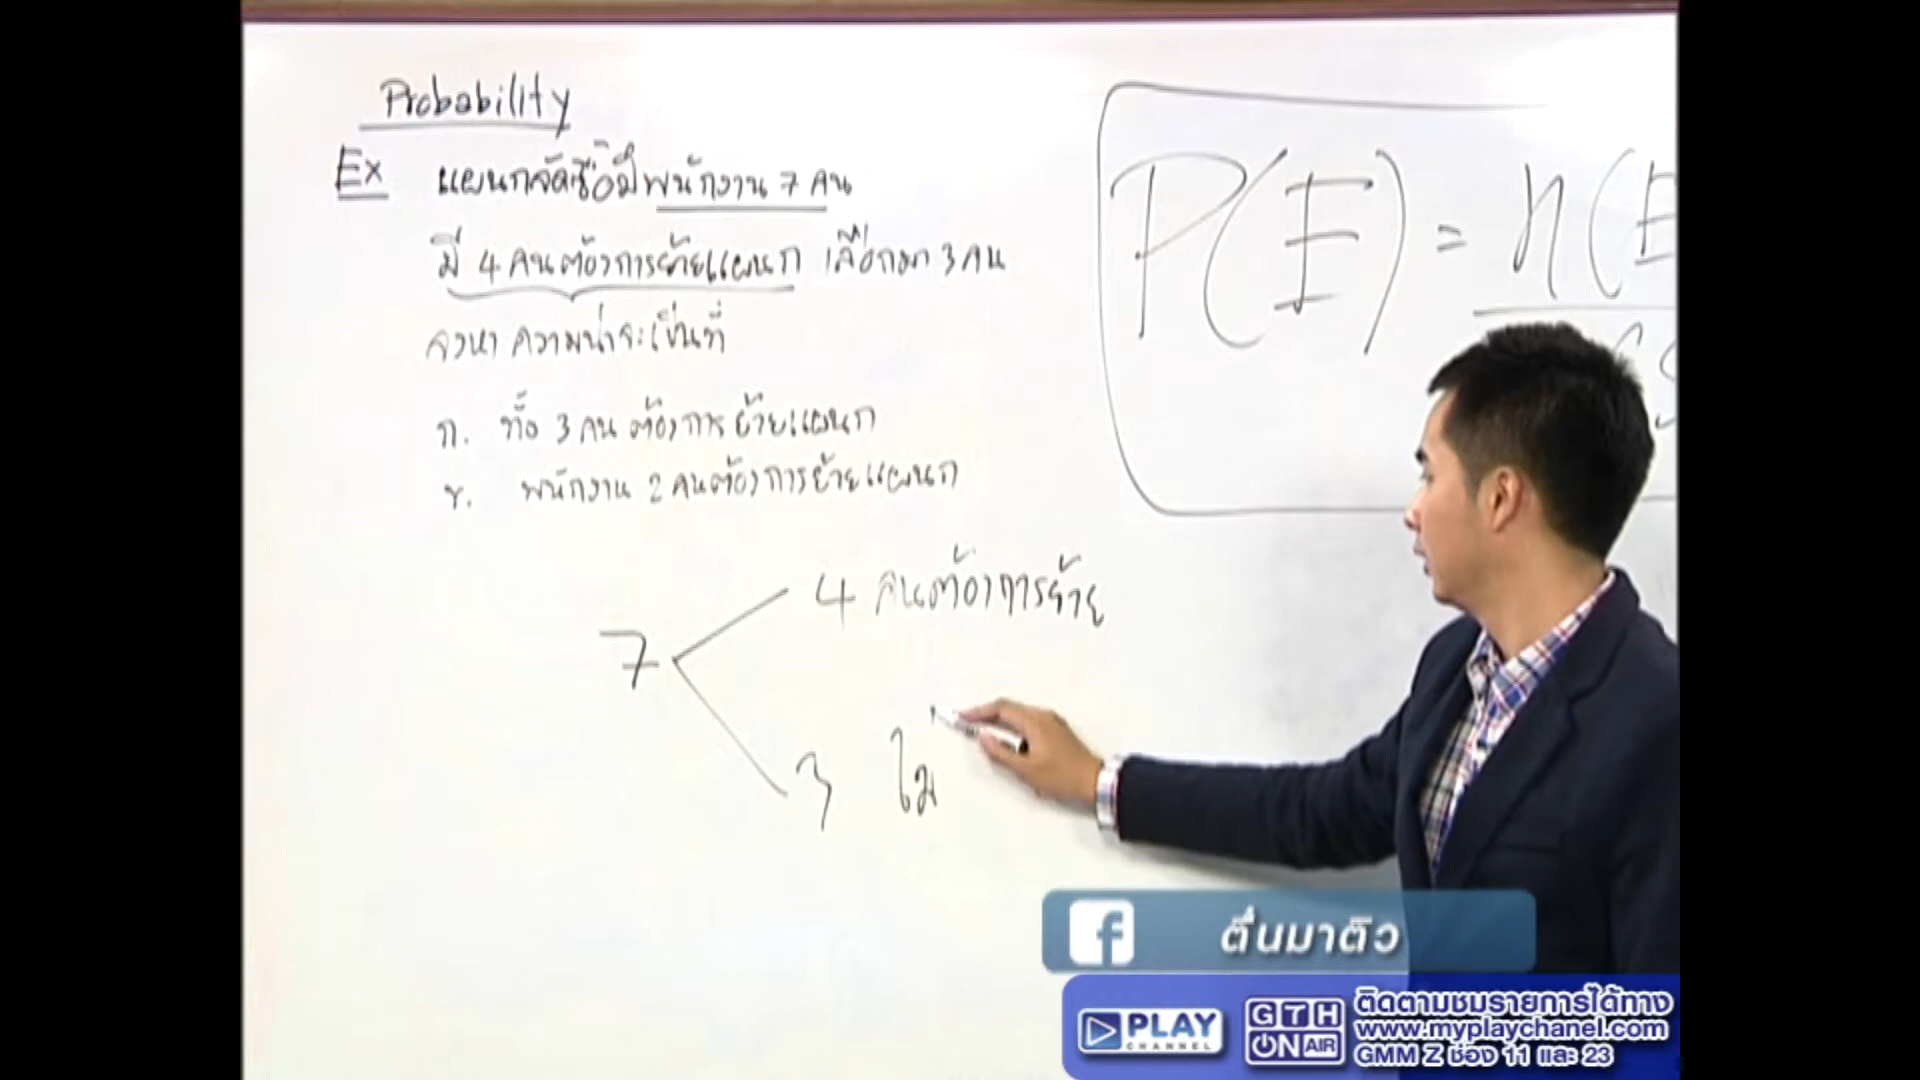 Probability
Ex แผนกจัดซื้อมีพนักงาน 7 คน
มี 4 คนต้องการย้ายแผนก เลือกมา 3 คน
จงหา ความน่าจะเป็นที่
ก. ทั้ง 3 คน ต้องการ ย้ายแผนก
ข. พนักงาน 2 คนต้องการย้ายแผนก
P(E) = n(E
7
4 คนต้องการย้าย
3 ไม
f ตื่นมาติว
PLAY CHANNEL
GTH ON AIR
ติดตามชมรายการได้ทาง
www.myplaychanel.com
GMM Z ช่อง 11 และ 23